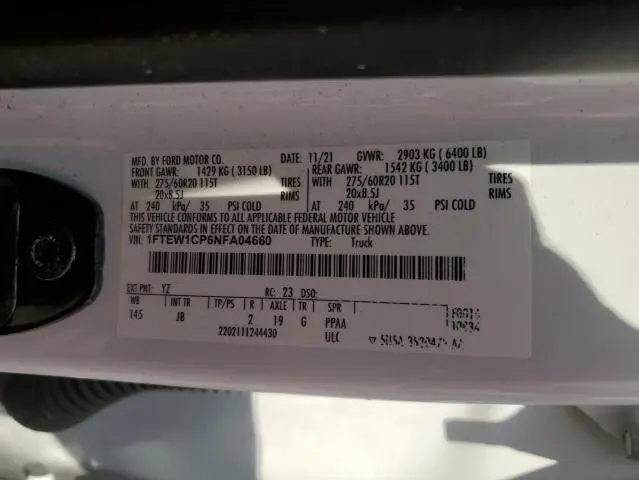 MFD. BY FORD MOTOR CO. DATE: 11/21 GVWR: 2903 KG ( 6400 LB)
FRONT GAWR: 1429 KG ( 3150 LB) REAR GAWR: 1542 KG ( 3400 LB)
WITH 275/60R20 115T TIRES WITH 275/60R20 115T TIRES
20x8.5J RIMS 20x8.5J RIMS
AT 240 kPa/ 35 PSI COLD AT 240 kPa/ 35 PSI COLD
THIS VEHICLE CONFORMS TO ALL APPLICABLE FEDERAL MOTOR VEHICLE
SAFETY STANDARDS IN EFFECT ON THE DATE OF MANUFACTURE SHOWN ABOVE.
VIN: 1FTEW1CP6NFA04660 TYPE: Truck
EXT PNT: YZ RC: 23 DSO:
WB INT TR TP/PS R AXLE TR SPR
145 JB 2 19 G PPAA
2202111244430 ULC